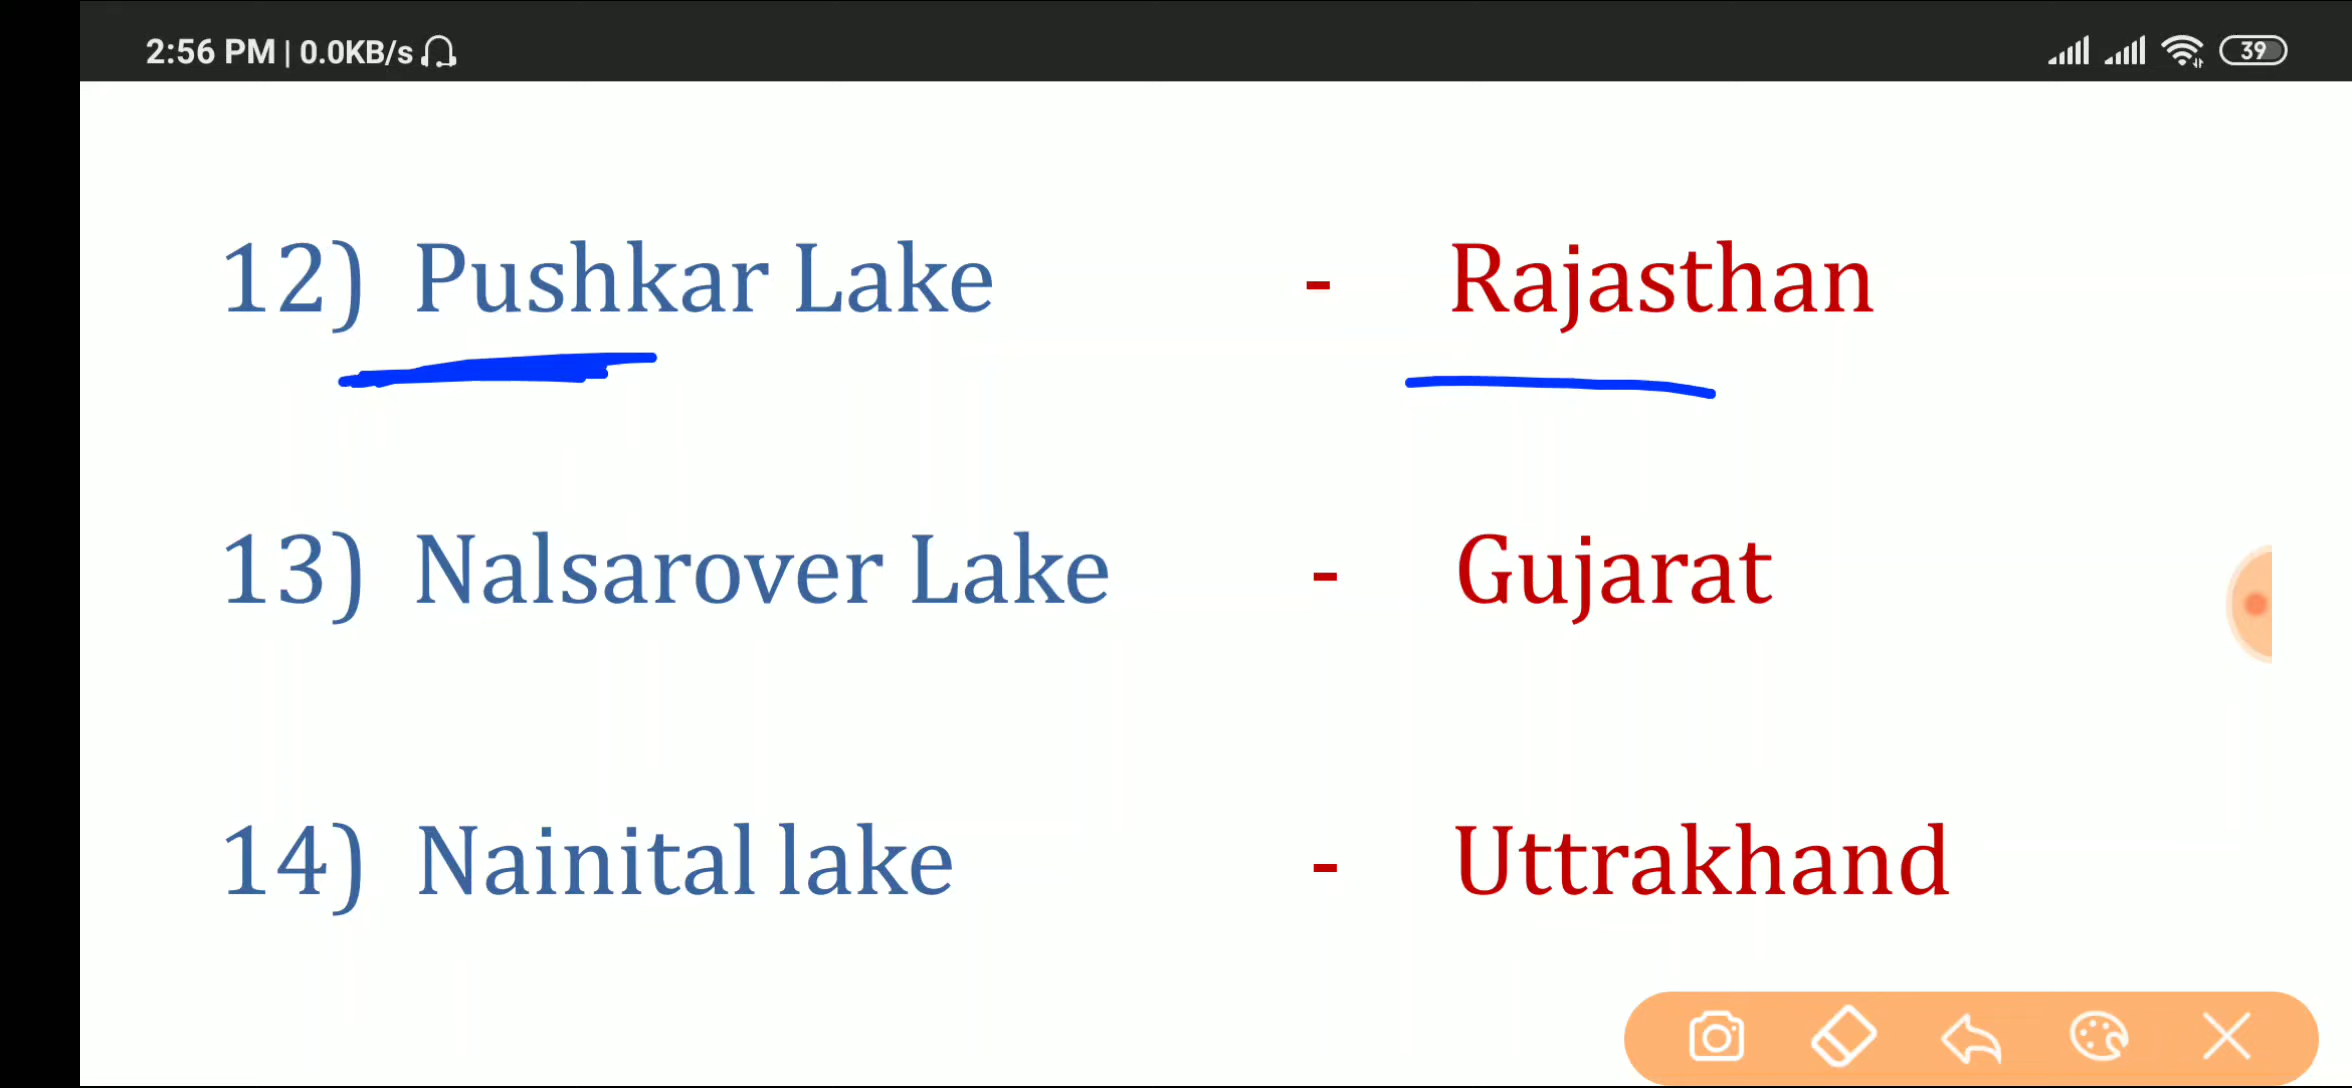 2:56 PM | 0.0KB/s 39
12) Pushkar Lake - Rajasthan
13) Nalsarover Lake - Gujarat
14) Nainital lake - Uttrakhand